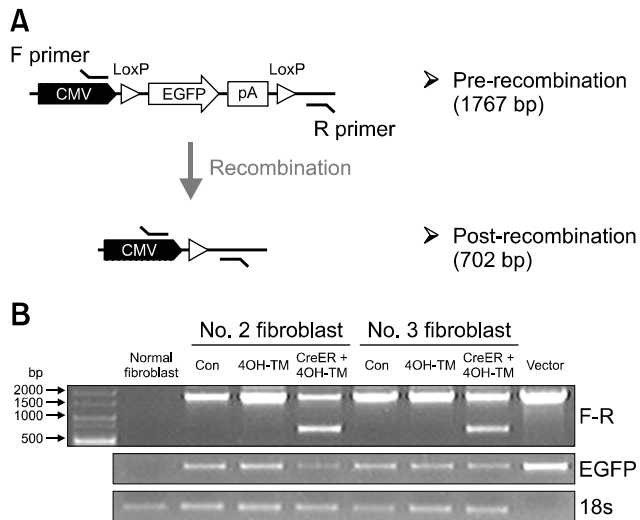 A
F primer
LoxP LoxP
CMV EGFP pA
R primer
➢ Pre-recombination
(1767 bp)
Recombination
CMV
➢ Post-recombination
(702 bp)
B
No. 2 fibroblast No. 3 fibroblast
bp Normal fibroblast Con 4OH-TM CreER + 4OH-TM Con 4OH-TM CreER + 4OH-TM Vector
2000
1500
1000
500
F-R
EGFP
18s